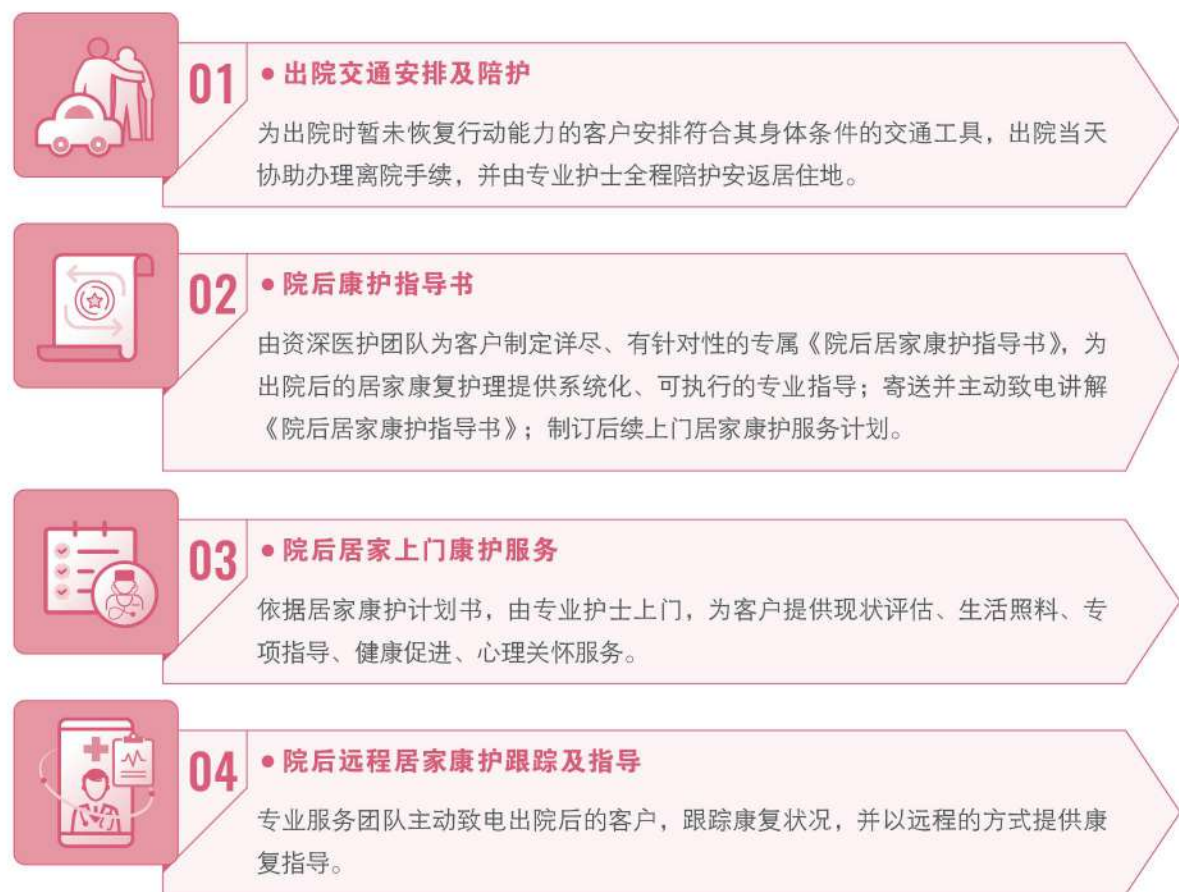 01
• 出院交通安排及陪护
为出院时暂未恢复行动能力的客户安排符合其身体条件的交通工具，出院当天
协助办理离院手续，并由专业护士全程陪护安返居住地。
02
• 院后康护指导书
由资深医护团队为客户制定详尽、有针对性的专属《院后居家康护指导书》，为
出院后的居家康复护理提供系统化、可执行的专业指导；寄送并主动致电讲解
《院后居家康护指导书》；制订后续上门居家康护服务计划。
03
• 院后居家上门康护服务
依据居家康护计划书，由专业护士上门，为客户提供现状评估、生活照料、专
项指导、健康促进、心理关怀服务。
04
• 院后远程居家康护跟踪及指导
专业服务团队主动致电出院后的客户，跟踪康复状况，并以远程的方式提供康
复指导。